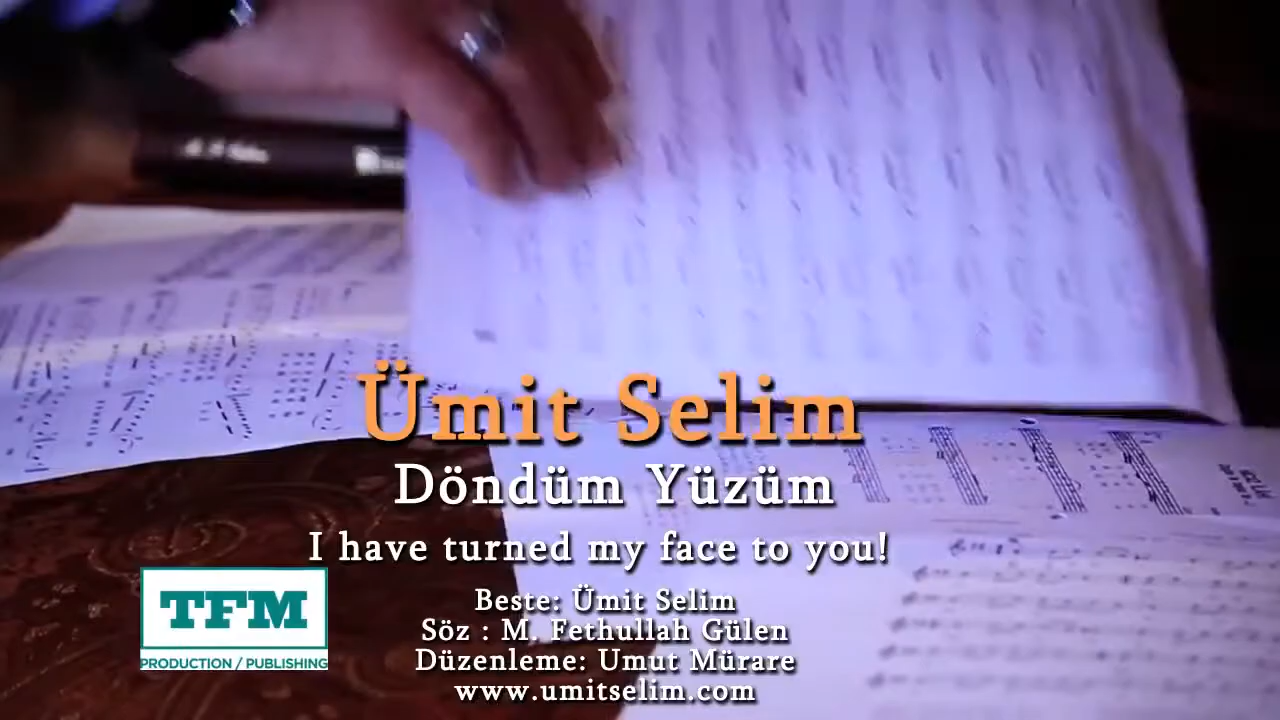 Ümit Selim
Döndüm Yüzüm
I have turned my face to you!
Beste: Ümit Selim
Söz : M. Fethullah Gülen
Düzenleme: Umut Mürare
www.umitselim.com
TFM
PRODUCTION / PUBLISHING